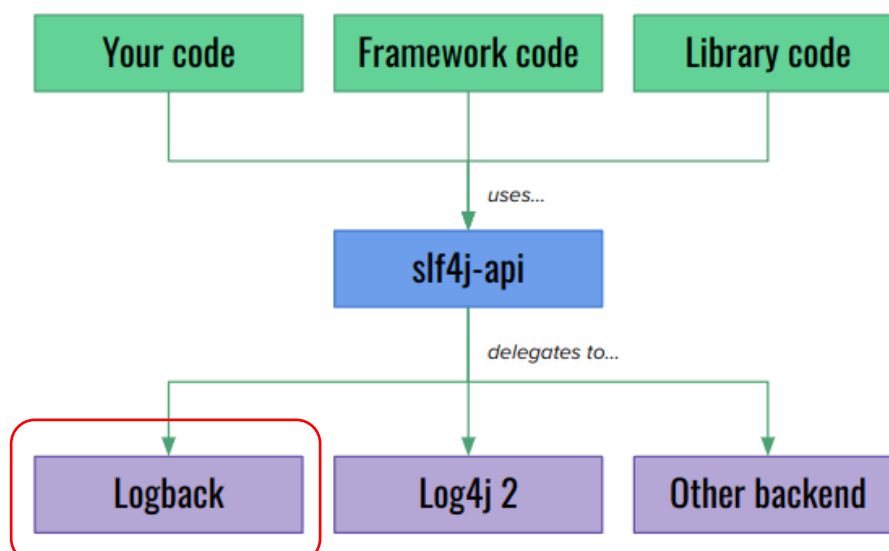 Your code
Framework code
Library code
uses...
slf4j-api
delegates to...
Logback
Log4j 2
Other backend